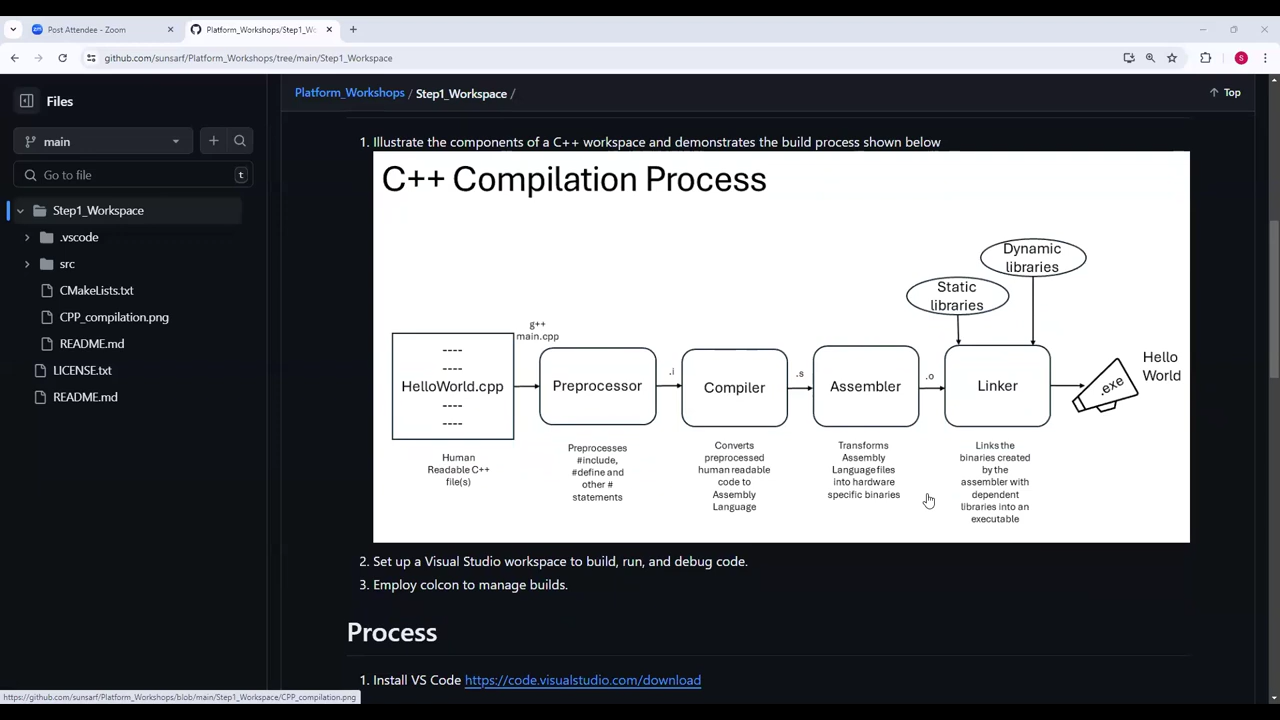 Post Attendee - Zoom
Platform_Workshops/Step1_Wo
github.com/sunsarf/Platform_Workshops/tree/main/Step1_Workspace
S
Files
main
Go to file
t
Step1_Workspace
.vscode
src
CMakeLists.txt
CPP_compilation.png
README.md
LICENSE.txt
README.md
Platform_Workshops / Step1_Workspace /
Top
1. Illustrate the components of a C++ workspace and demonstrates the build process shown below
C++ Compilation Process
Dynamic
libraries
Static
libraries
g++
main.cpp
----
----
HelloWorld.cpp
----
----
Preprocessor
.i
Compiler
.s
Assembler
.o
Linker
.exe
Hello
World
Human
Readable C++
file(s)
Preprocesses
#include,
#define and
other #
statements
Converts
preprocessed
human readable
code to
Assembly
Language
Transforms
Assembly
Language files
into hardware
specific binaries
Links the
binaries created
by the
assembler with
dependent
libraries into an
executable
2. Set up a Visual Studio workspace to build, run, and debug code.
3. Employ colcon to manage builds.
Process
1. Install VS Code https://code.visualstudio.com/download
https://github.com/sunsarf/Platform_Workshops/blob/main/Step1_Workspace/CPP_compilation.png